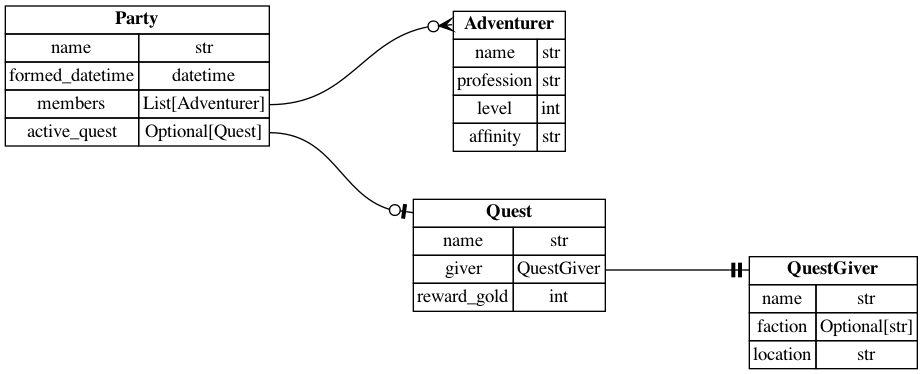 Party
name str
formed_datetime datetime
members List[Adventurer]
active_quest Optional[Quest]
Adventurer
name str
profession str
level int
affinity str
Quest
name str
giver QuestGiver
reward_gold int
QuestGiver
name str
faction Optional[str]
location str